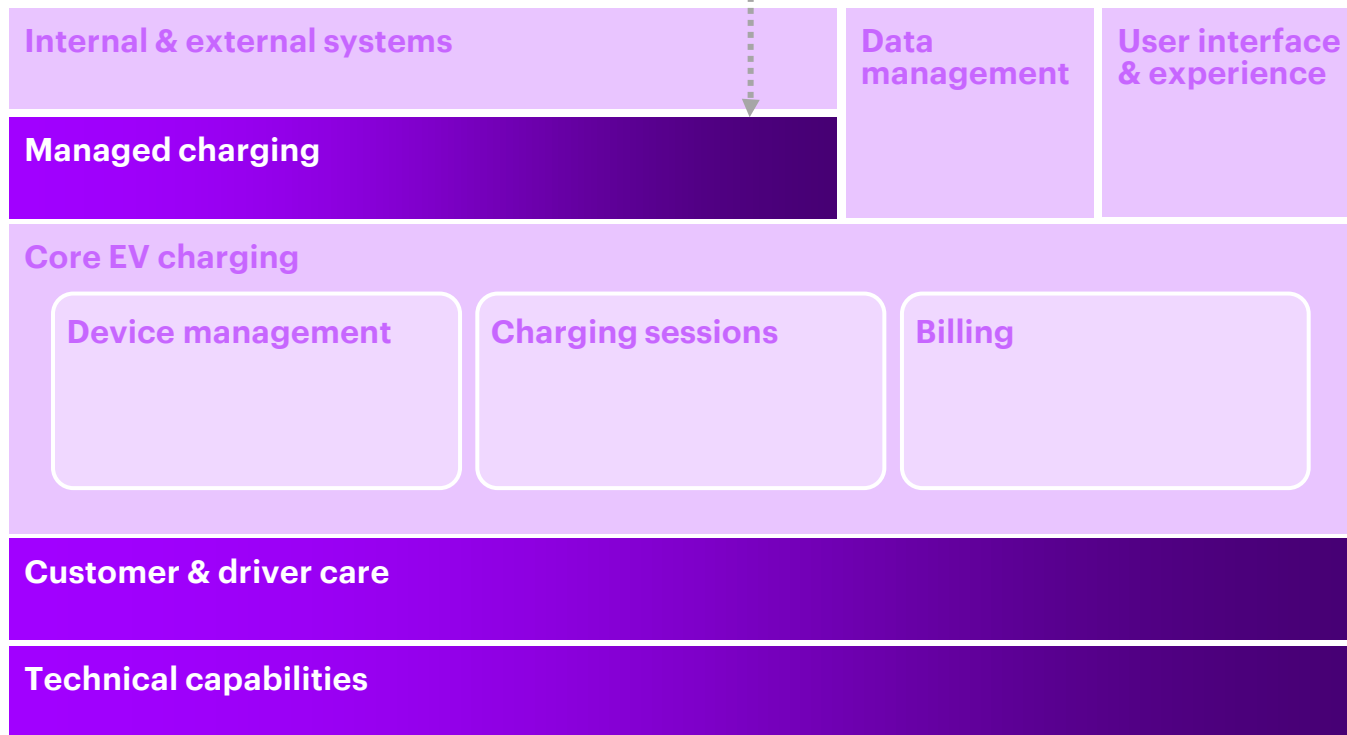 Internal & external systems
Data
management
User interface
& experience
Managed charging
Core EV charging
Device management
Charging sessions
Billing
Customer & driver care
Technical capabilities